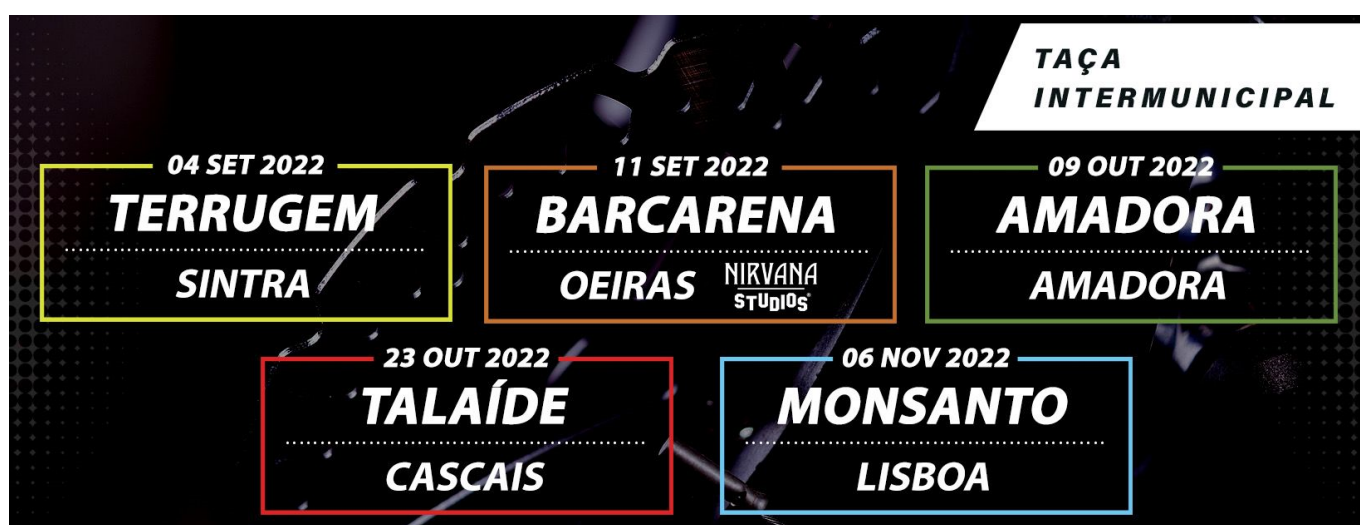 TAÇA
INTERMUNICIPAL
04 SET 2022
TERRUGEM
SINTRA
11 SET 2022
BARCARENA
OEIRAS NIRVANA
STUDIOS
09 OUT 2022
AMADORA
AMADORA
23 OUT 2022
TALAÍDE
CASCAIS
06 NOV 2022
MONSANTO
LISBOA